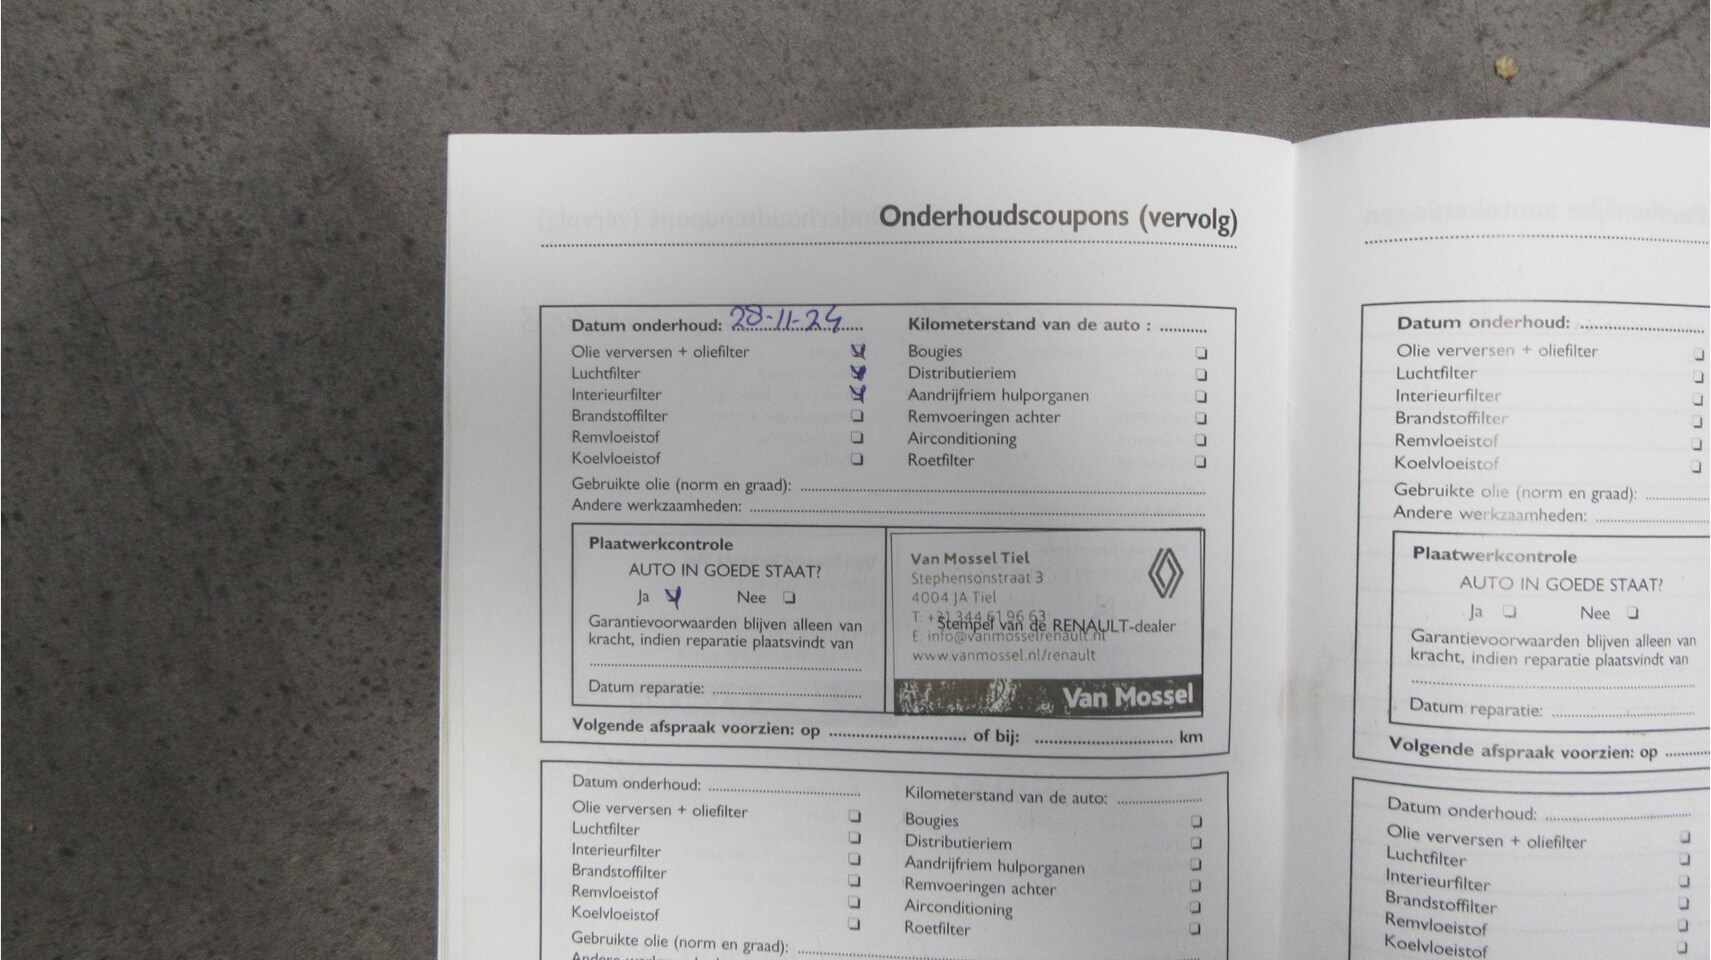 Onderhoudscoupons (vervolg)
Datum onderhoud: 28-11-24
Kilometerstand van de auto :
Olie verversen + oliefilter
Luchtfilter
Interieurfilter
Brandstoffilter
Remvloeistof
Koelvloeistof
Bougies
Distributieriem
Aandrijfriem hulporganen
Remvoeringen achter
Airconditioning
Roetfilter
Gebruikte olie (norm en graad):
Andere werkzaamheden:
Plaatwerkcontrole
AUTO IN GOEDE STAAT?
Ja Nee
Garantievoorwaarden blijven alleen van
kracht, indien reparatie plaatsvindt van
Datum reparatie:
Van Mossel Tiel
Stephensonstraat 3
4004 JA Tiel
T. +31 344 61 96 63
Stempel van de RENAULT-dealer
E. info@vanmosselrenault.nl
www.vanmossel.nl/renault
Van Mossel
Volgende afspraak voorzien: op of bij: km
Datum onderhoud:
Kilometerstand van de auto:
Olie verversen + oliefilter
Luchtfilter
Interieurfilter
Brandstoffilter
Remvloeistof
Koelvloeistof
Bougies
Distributieriem
Aandrijfriem hulporganen
Remvoeringen achter
Airconditioning
Roetfilter
Gebruikte olie (norm en graad):
Datum onderhoud:
Olie verversen + oliefilter
Luchtfilter
Interieurfilter
Brandstoffilter
Remvloeistof
Koelvloeistof
Gebruikte olie (norm en graad):
Andere werkzaamheden:
Plaatwerkcontrole
AUTO IN GOEDE STAAT?
Ja Nee
Garantievoorwaarden blijven alleen van
kracht, indien reparatie plaatsvindt van
Datum reparatie:
Volgende afspraak voorzien: op
Datum onderhoud:
Olie verversen + oliefilter
Luchtfilter
Interieurfilter
Brandstoffilter
Remvloeistof
Koelvloeistof